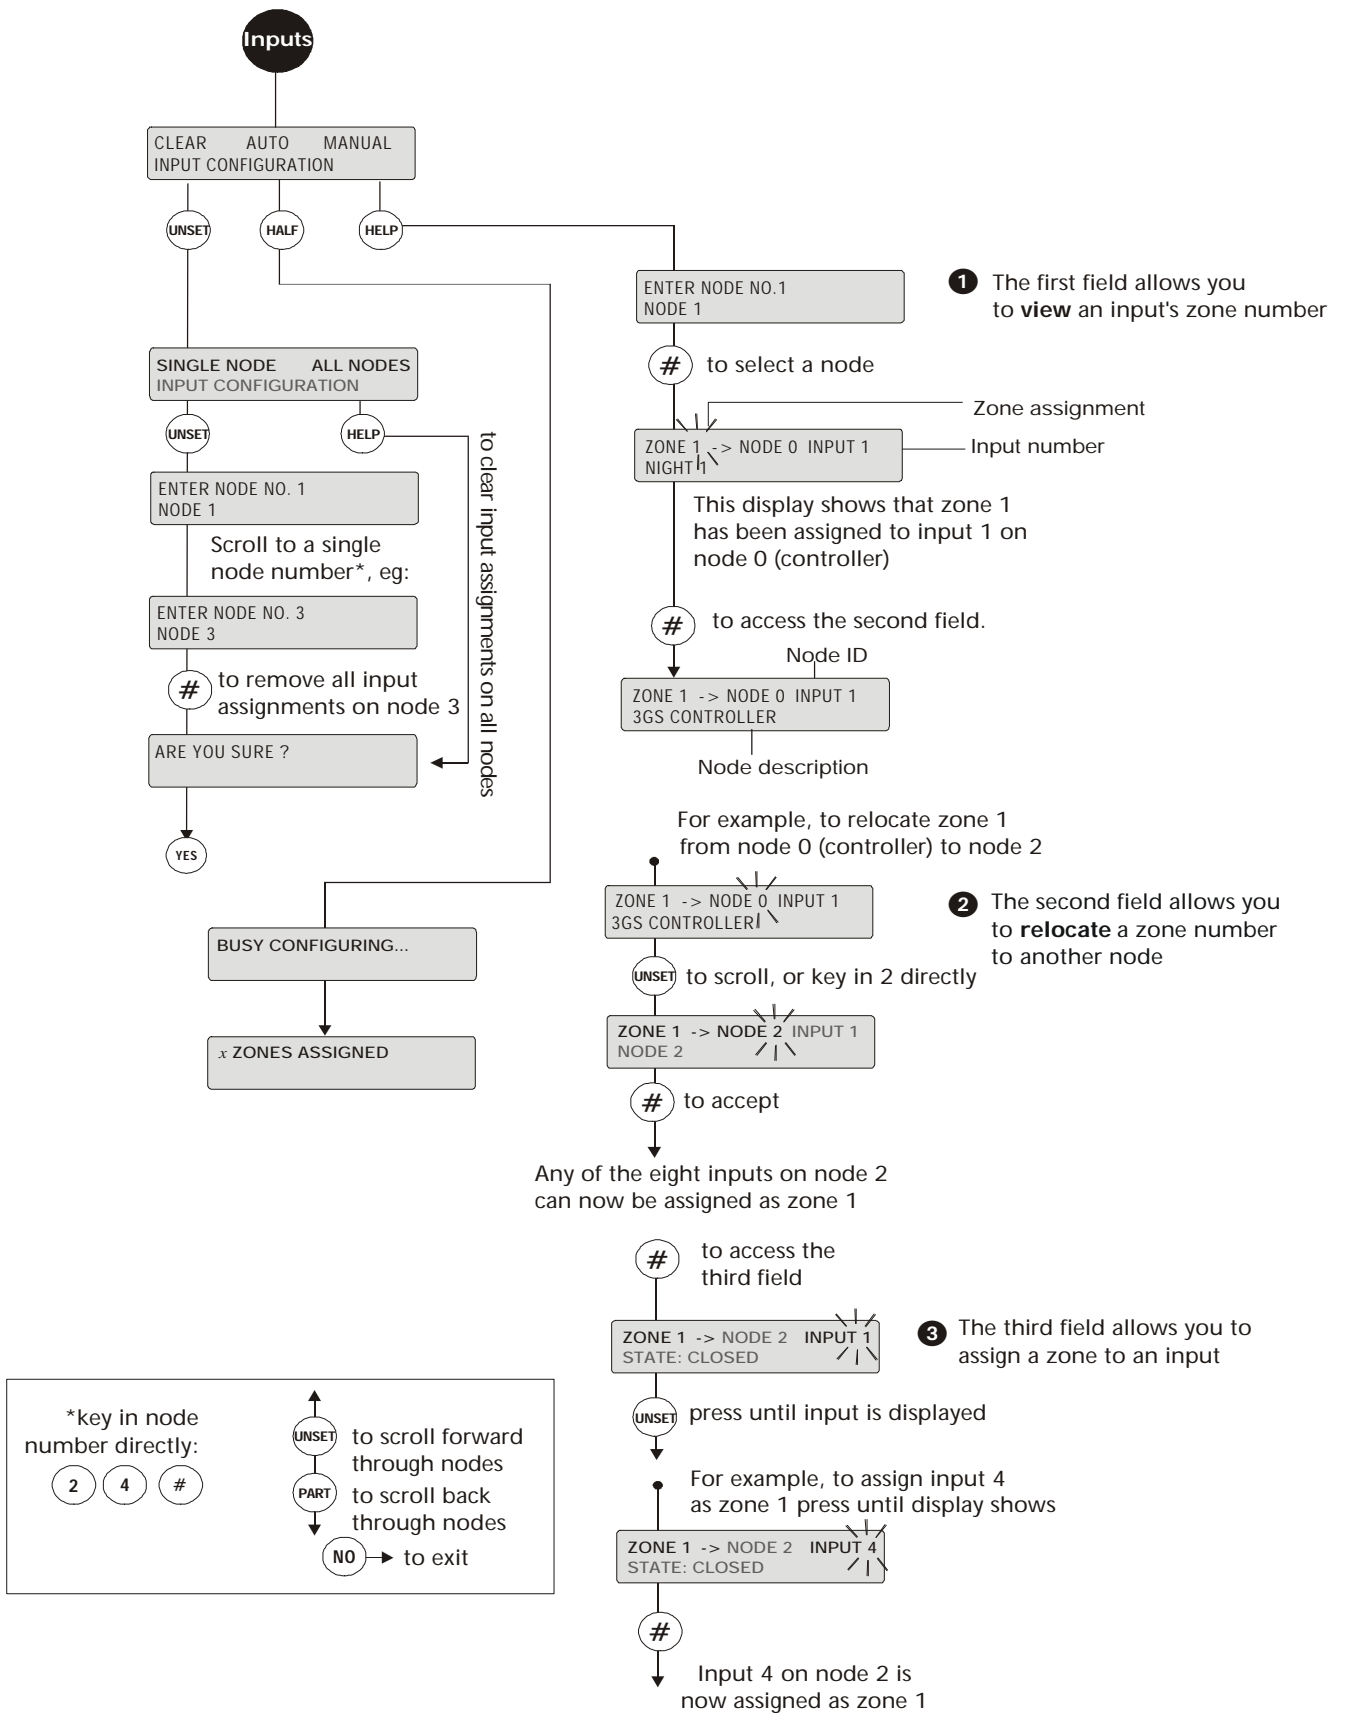 Inputs
CLEAR AUTO MANUAL
INPUT CONFIGURATION
UNSET
HALF
HELP
SINGLE NODE ALL NODES
INPUT CONFIGURATION
UNSET
HELP
to clear input assignments on all nodes
ENTER NODE NO. 1
NODE 1
Scroll to a single
node number*, eg:
ENTER NODE NO. 3
NODE 3
#
to remove all input
assignments on node 3
ARE YOU SURE ?
YES
BUSY CONFIGURING...
x ZONES ASSIGNED
ENTER NODE NO.1
NODE 1
1 The first field allows you
to view an input's zone number
# to select a node
Zone assignment
ZONE 1 -> NODE 0 INPUT 1
NIGHT 1
Input number
This display shows that zone 1
has been assigned to input 1 on
node 0 (controller)
# to access the second field.
Node ID
ZONE 1 -> NODE 0 INPUT 1
3GS CONTROLLER
Node description
For example, to relocate zone 1
from node 0 (controller) to node 2
ZONE 1 -> NODE 0 INPUT 1
3GS CONTROLLER
2 The second field allows you
to relocate a zone number
to another node
UNSET to scroll, or key in 2 directly
ZONE 1 -> NODE 2 INPUT 1
NODE 2
# to accept
Any of the eight inputs on node 2
can now be assigned as zone 1
#
to access the
third field
ZONE 1 -> NODE 2 INPUT 1
STATE: CLOSED
3 The third field allows you to
assign a zone to an input
UNSET press until input is displayed
For example, to assign input 4
as zone 1 press until display shows
ZONE 1 -> NODE 2 INPUT 4
STATE: CLOSED
#
Input 4 on node 2 is
now assigned as zone 1
*key in node
number directly:
2 4 #
UNSET to scroll forward
through nodes
PART to scroll back
through nodes
NO to exit